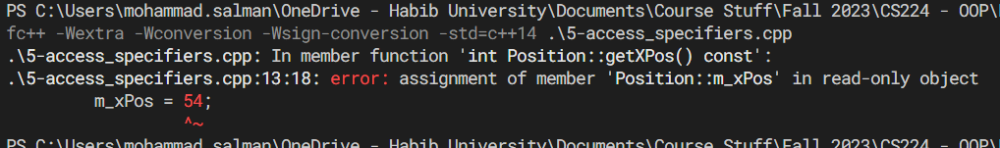 PS C:\Users\mohammad.salman\OneDrive - Habib University\Documents\Course Stuff\Fall 2023\CS224 - OOP\
fc++ -Wextra -Wconversion -Wsign-conversion -std=c++14 .\5-access_specifiers.cpp
.\5-access_specifiers.cpp: In member function 'int Position::getXPos() const':
.\5-access_specifiers.cpp:13:18: error: assignment of member 'Position::m_xPos' in read-only object
m_xPos = 54;
^~
PS C:\Users\mohammad.salman\OneDrive - Habib University\Documents\Course Stuff\Fall 2023\CS224 - OOP\